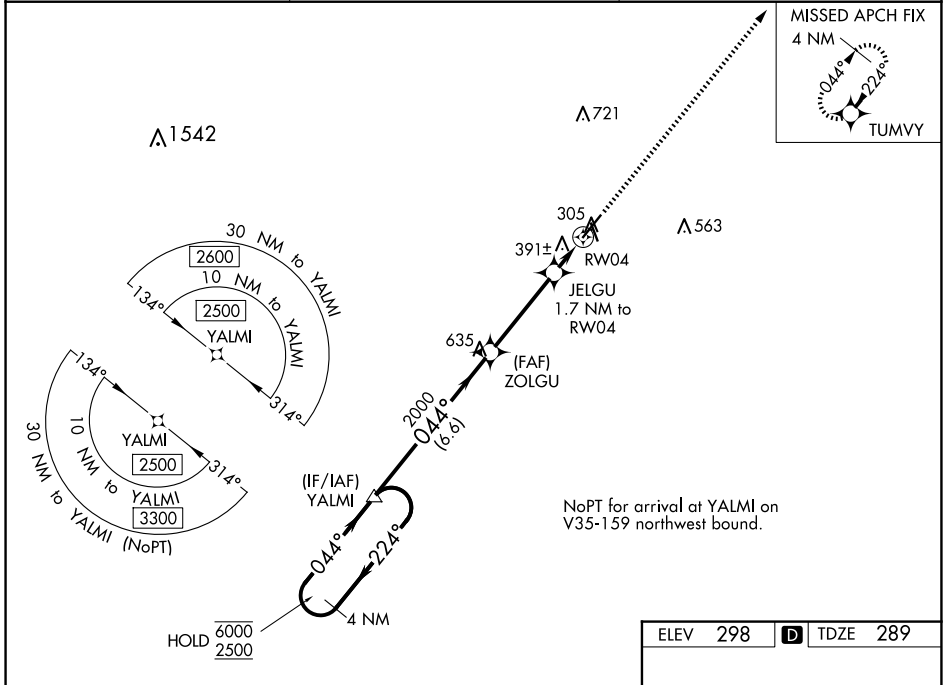 MISSED APCH FIX
4 NM
044°
224°
TUMVY
1542
721
305
563
391±
RW04
JELGU
1.7 NM to
RW04
635
(FAF)
ZOLGU
2000
044°
(6.6)
30 NM to YALMI
2600
10 NM to YALMI
2500
134°
YALMI
314°
134°
YALMI
2500
314°
10 NM to YALMI
3300
30 NM to YALMI (NoPT)
(IF/IAF)
YALMI
044°
224°
4 NM
HOLD 6000
2500
NoPT for arrival at YALMI on
V35-159 northwest bound.
ELEV 298 D TDZE 289